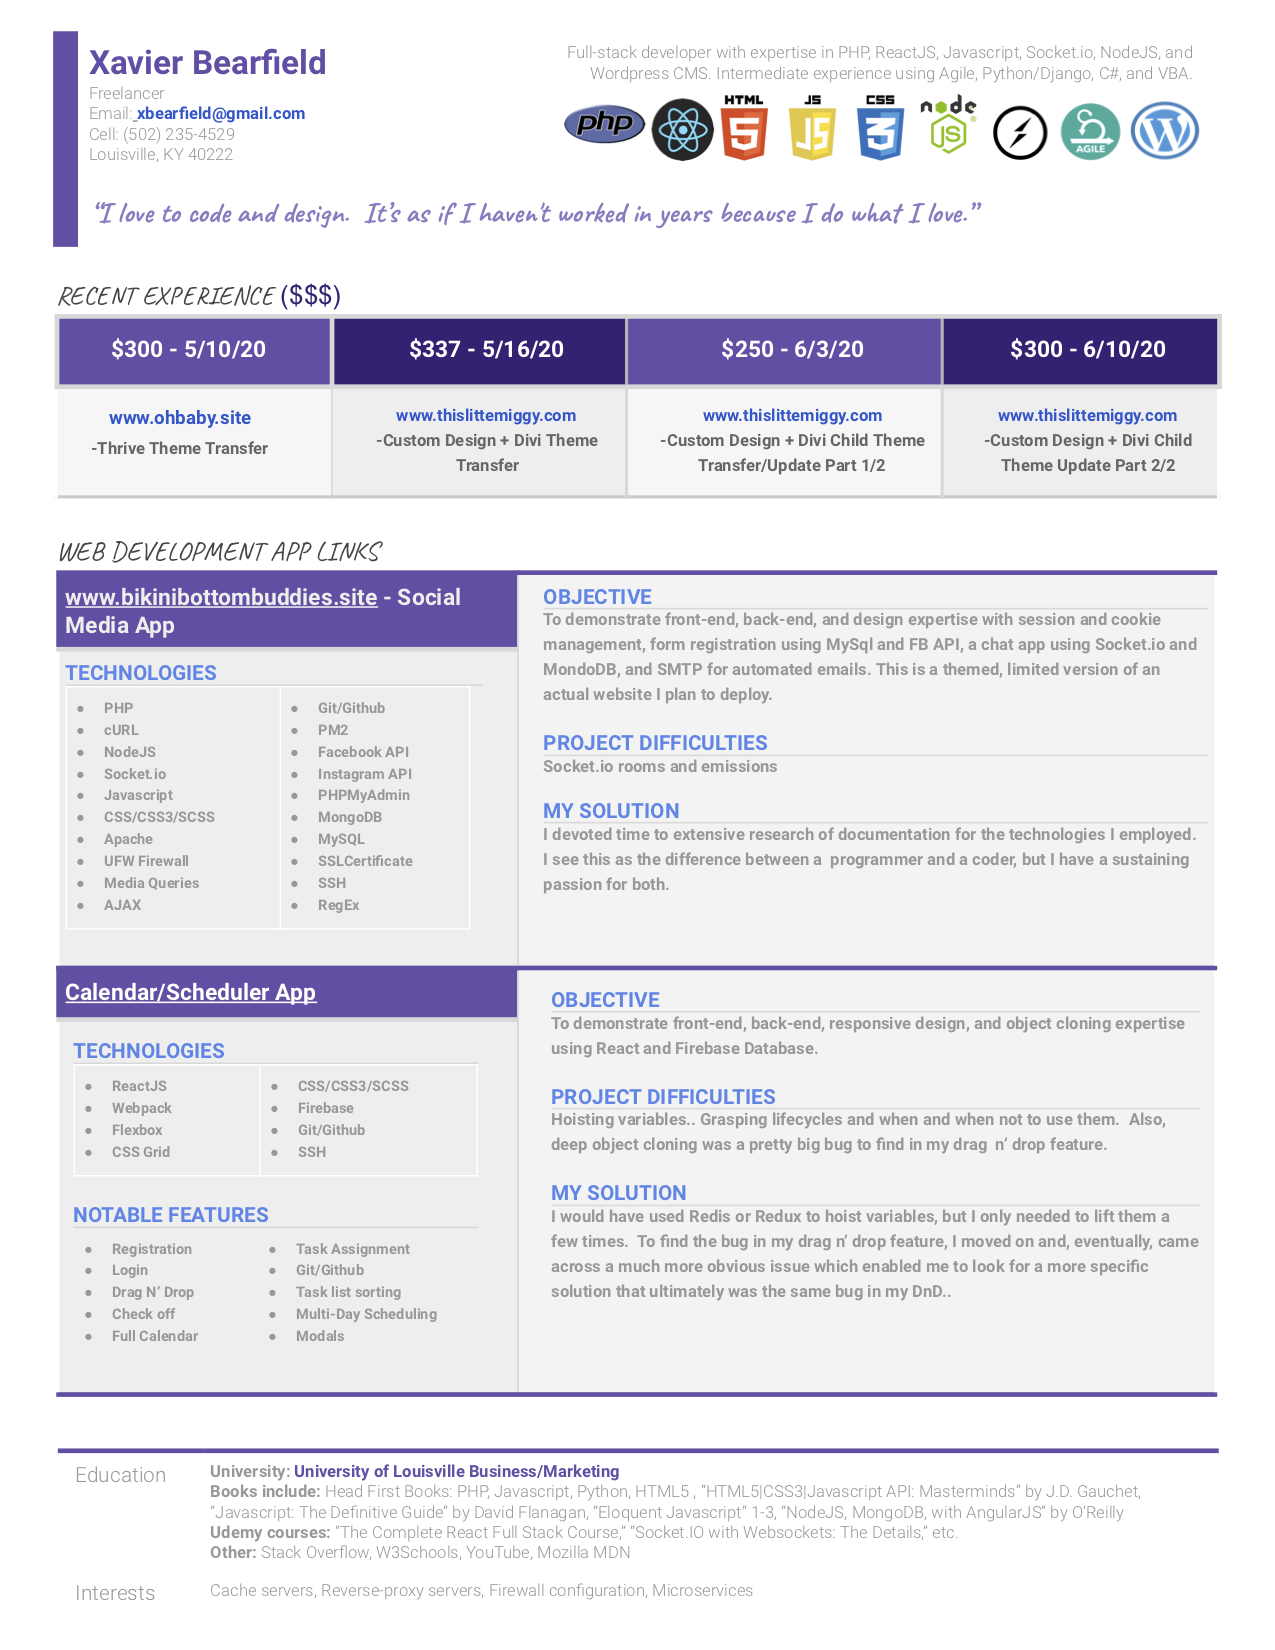 Xavier Bearfield
Freelancer
Email: xbearfield@gmail.com
Cell: (502) 235-4529
Louisville, KY 40222
Full-stack developer with expertise in PHP, ReactJS, Javascript, Socket.io, NodeJS, and
Wordpress CMS. Intermediate experience using Agile, Python/Django, C#, and VBA.
php
HTML
5
JS
JS
CSS
3
node
JS
AGILE
W
“I love to code and design.  It’s as if I haven't worked in years because I do what I love.”
RECENT EXPERIENCE ($$$)
$300 - 5/10/20
$337 - 5/16/20
$250 - 6/3/20
$300 - 6/10/20
www.ohbaby.site
-Thrive Theme Transfer
www.thislittemiggy.com
-Custom Design + Divi Theme
Transfer
www.thislittemiggy.com
-Custom Design + Divi Child Theme
Transfer/Update Part 1/2
www.thislittemiggy.com
-Custom Design + Divi Child
Theme Update Part 2/2
WEB DEVELOPMENT APP LINKS
www.bikinibottombuddies.site - Social
Media App
TECHNOLOGIES
● PHP
● cURL
● NodeJS
● Socket.io
● Javascript
● CSS/CSS3/SCSS
● Apache
● UFW Firewall
● Media Queries
● AJAX
● Git/Github
● PM2
● Facebook API
● Instagram API
● PHPMyAdmin
● MongoDB
● MySQL
● SSLCertificate
● SSH
● RegEx
OBJECTIVE
To demonstrate front-end, back-end, and design expertise with session and cookie
management, form registration using MySql and FB API, a chat app using Socket.io and
MondoDB, and SMTP for automated emails. This is a themed, limited version of an
actual website I plan to deploy.
PROJECT DIFFICULTIES
Socket.io rooms and emissions
MY SOLUTION
I devoted time to extensive research of documentation for the technologies I employed.
I see this as the difference between a  programmer and a coder, but I have a sustaining
passion for both.
Calendar/Scheduler App
TECHNOLOGIES
● ReactJS
● Webpack
● Flexbox
● CSS Grid
● CSS/CSS3/SCSS
● Firebase
● Git/Github
● SSH
NOTABLE FEATURES
● Registration
● Login
● Drag N’ Drop
● Check off
● Full Calendar
● Task Assignment
● Git/Github
● Task list sorting
● Multi-Day Scheduling
● Modals
OBJECTIVE
To demonstrate front-end, back-end, responsive design, and object cloning expertise
using React and Firebase Database.
PROJECT DIFFICULTIES
Hoisting variables.. Grasping lifecycles and when and when not to use them.  Also,
deep object cloning was a pretty big bug to find in my drag  n’ drop feature.
MY SOLUTION
I would have used Redis or Redux to hoist variables, but I only needed to lift them a
few times.  To find the bug in my drag n’ drop feature, I moved on and, eventually, came
across a much more obvious issue which enabled me to look for a more specific
solution that ultimately was the same bug in my DnD..
Education
University: University of Louisville Business/Marketing
Books include: Head First Books: PHP, Javascript, Python, HTML5 , “HTML5|CSS3|Javascript API: Masterminds” by J.D. Gauchet,
“Javascript: The Definitive Guide” by David Flanagan, “Eloquent Javascript” 1-3, “NodeJS, MongoDB, with AngularJS” by O’Reilly
Udemy courses: “The Complete React Full Stack Course,” “Socket.IO with Websockets: The Details,” etc.
Other: Stack Overflow, W3Schools, YouTube, Mozilla MDN
Interests
Cache servers, Reverse-proxy servers, Firewall configuration, Microservices